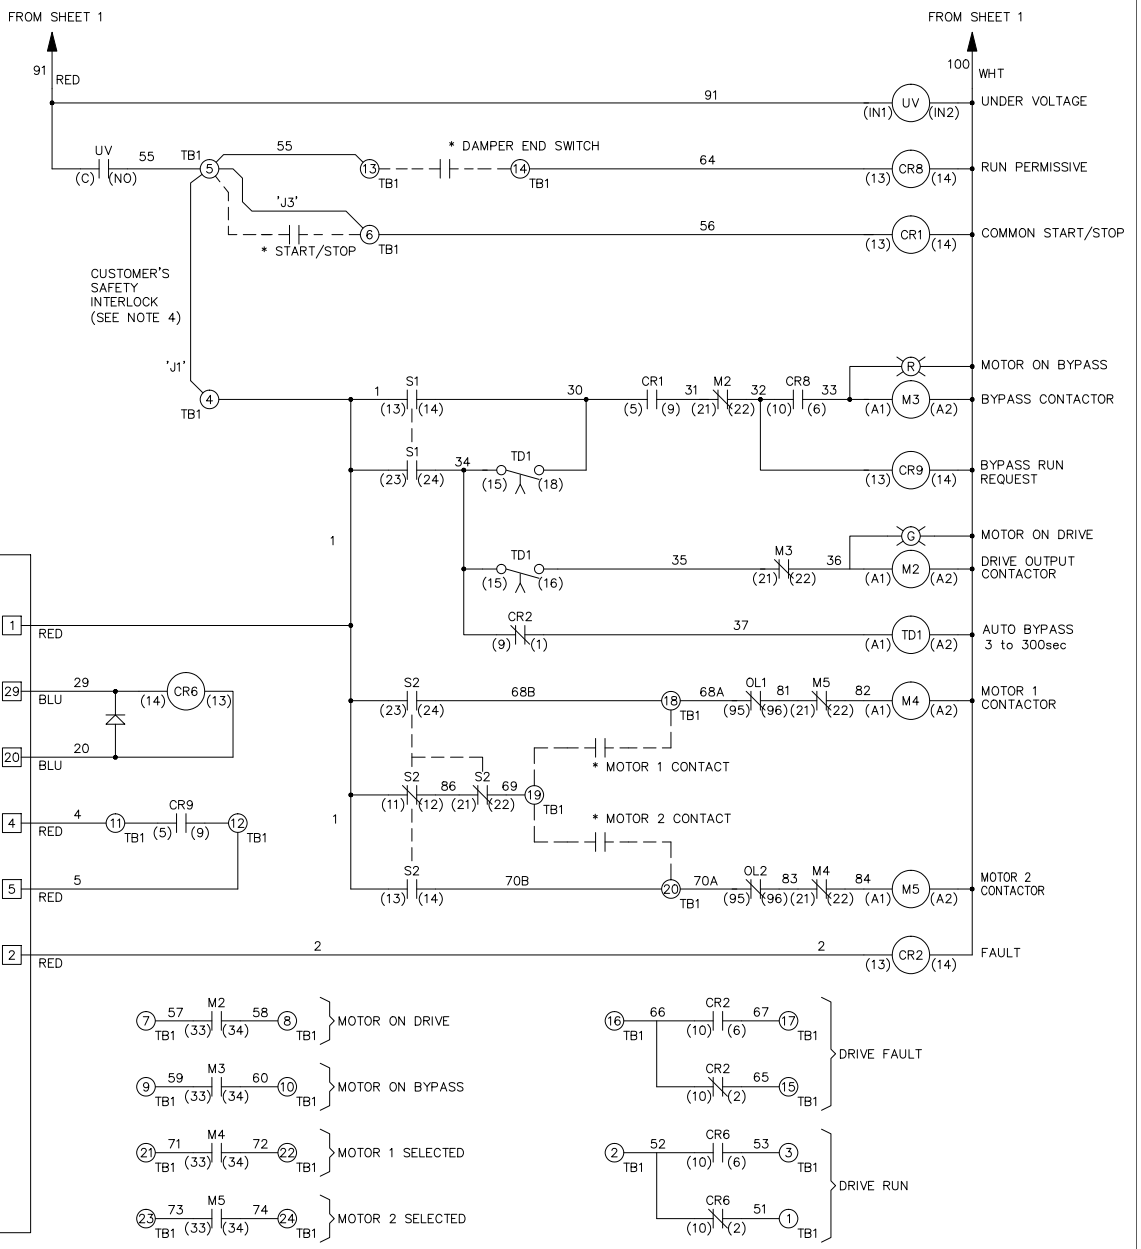 FROM SHEET 1 FROM SHEET 1
91 RED 100 WHT
91 (IN1) UV (IN2) UNDER VOLTAGE
UV 55 TB1 55 * DAMPER END SWITCH 64
(C) (NO) 5 13 TB1 14 TB1 (13) CR8 (14) RUN PERMISSIVE
'J3' 56
* START/STOP 6 TB1 (13) CR1 (14) COMMON START/STOP
CUSTOMER'S
SAFETY
INTERLOCK
(SEE NOTE 4)
'J1' R MOTOR ON BYPASS
4 TB1 1 S1 30 CR1 31 M2 32 CR8 33
(13) (14) (5) (9) (21) (22) (10) (6) (A1) M3 (A2) BYPASS CONTACTOR
S1 34 TD1
(23) (24) (15) (18) (13) CR9 (14) BYPASS RUN
REQUEST
1 G MOTOR ON DRIVE
TD1 35 M3 36
(15) (16) (21) (22) (A1) M2 (A2) DRIVE OUTPUT
CONTACTOR
1 RED CR2 37
(9) (1) (A1) TD1 (A2) AUTO BYPASS
3 to 300sec
29 29 BLU (14) CR6 (13)
S2 68B 18 TB1 68A OL1 81 M5 82
(23) (24) (95) (96) (21) (22) (A1) M4 (A2) MOTOR 1
CONTACTOR
20 20 BLU
* MOTOR 1 CONTACT
S2 86 S2 69 19 TB1
(11) (12) (21) (22)
4 4 RED 11 TB1 CR9 12 TB1
(5) (9)
1 * MOTOR 2 CONTACT
5 5 RED
S2 70B 20 TB1 70A OL2 83 M4 84
(13) (14) (95) (96) (21) (22) (A1) M5 (A2) MOTOR 2
CONTACTOR
2 RED 2 2 (13) CR2 (14) FAULT
7 TB1 57 M2 58 8 TB1 MOTOR ON DRIVE
(33) (34)
9 TB1 59 M3 60 10 TB1 MOTOR ON BYPASS
(33) (34)
21 TB1 71 M4 72 22 TB1 MOTOR 1 SELECTED
(33) (34)
23 TB1 73 M5 74 24 TB1 MOTOR 2 SELECTED
(33) (34)
16 TB1 66 CR2 67 17 TB1
(10) (6)
DRIVE FAULT
CR2 65 15 TB1
(10) (2)
2 TB1 52 CR6 53 3 TB1
(10) (6)
DRIVE RUN
CR6 51 1 TB1
(10) (2)